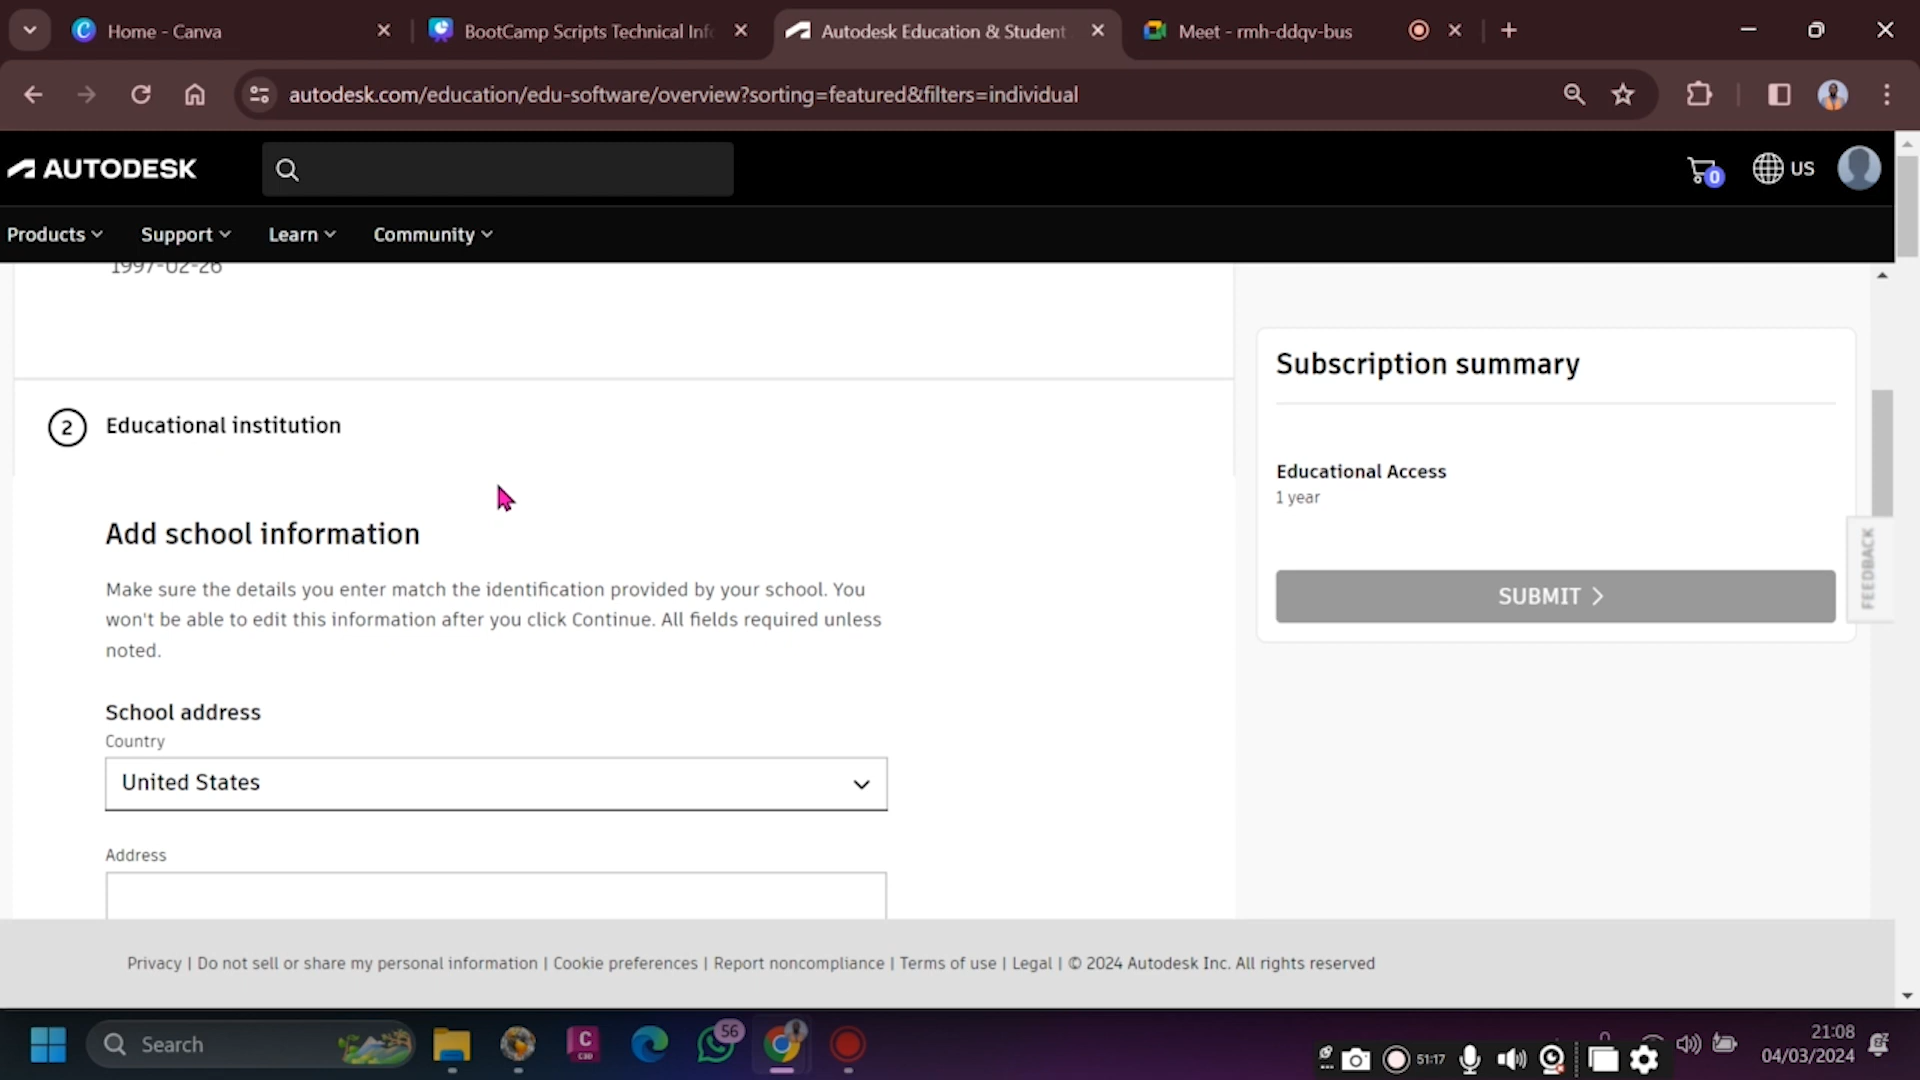 Home - Canva
BootCamp Scripts Technical Inf
Autodesk Education & Student
Meet - rmh-ddqv-bus
autodesk.com/education/edu-software/overview?sorting=featured&filters=individual
AUTODESK
0
US
Products
Support
Learn
Community
1997-02-26
2
Educational institution
Add school information
Make sure the details you enter match the identification provided by your school. You
won't be able to edit this information after you click Continue. All fields required unless
noted.
School address
Country
United States
Address
Subscription summary
Educational Access
1 year
SUBMIT
FEEDBACK
Privacy | Do not sell or share my personal information | Cookie preferences | Report noncompliance | Terms of use | Legal | © 2024 Autodesk Inc. All rights reserved
Search
C
C3D
56
51:17
21:08
04/03/2024